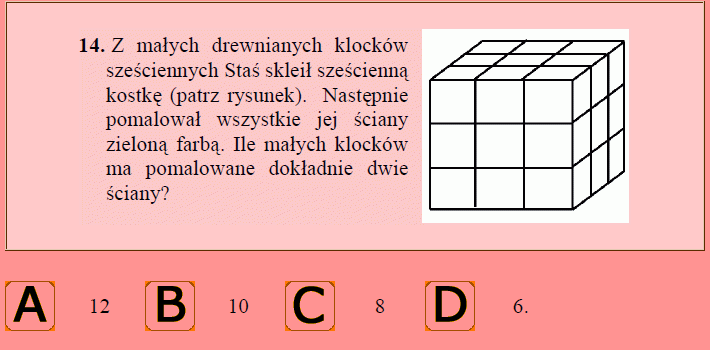 14. Z małych drewnianych klocków
sześciennych Staś skleił sześcienną
kostkę (patrz rysunek). Następnie
pomalował wszystkie jej ściany
zieloną farbą. Ile małych klocków
ma pomalowane dokładnie dwie
ściany?
A 12 B 10 C 8 D 6.